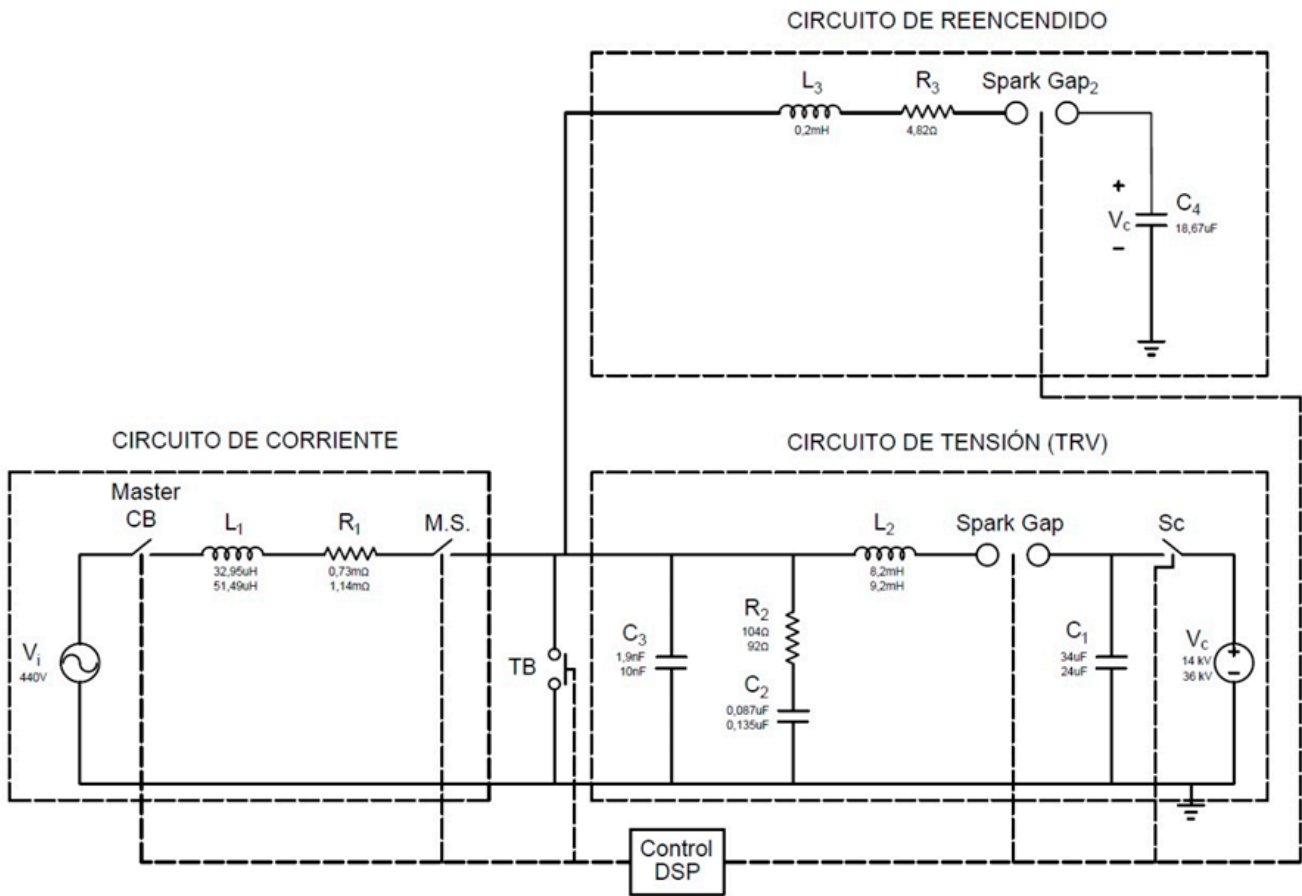 CIRCUITO DE REENCENDIDO
L3
0,2mH
R3
4,82Ω
Spark Gap2
+
Vc
−
C4
18,67uF
CIRCUITO DE CORRIENTE
Master
CB
L1
32,95uH
51,49uH
R1
0,73mΩ
1,14mΩ
M.S.
Vi
440V
TB
CIRCUITO DE TENSIÓN (TRV)
L2
8,2mH
9,2mH
Spark Gap
Sc
C3
1,9nF
10nF
R2
104Ω
92Ω
C2
0,087uF
0,135uF
C1
34uF
24uF
Vc
14 kV
36 kV
+
−
Control
DSP